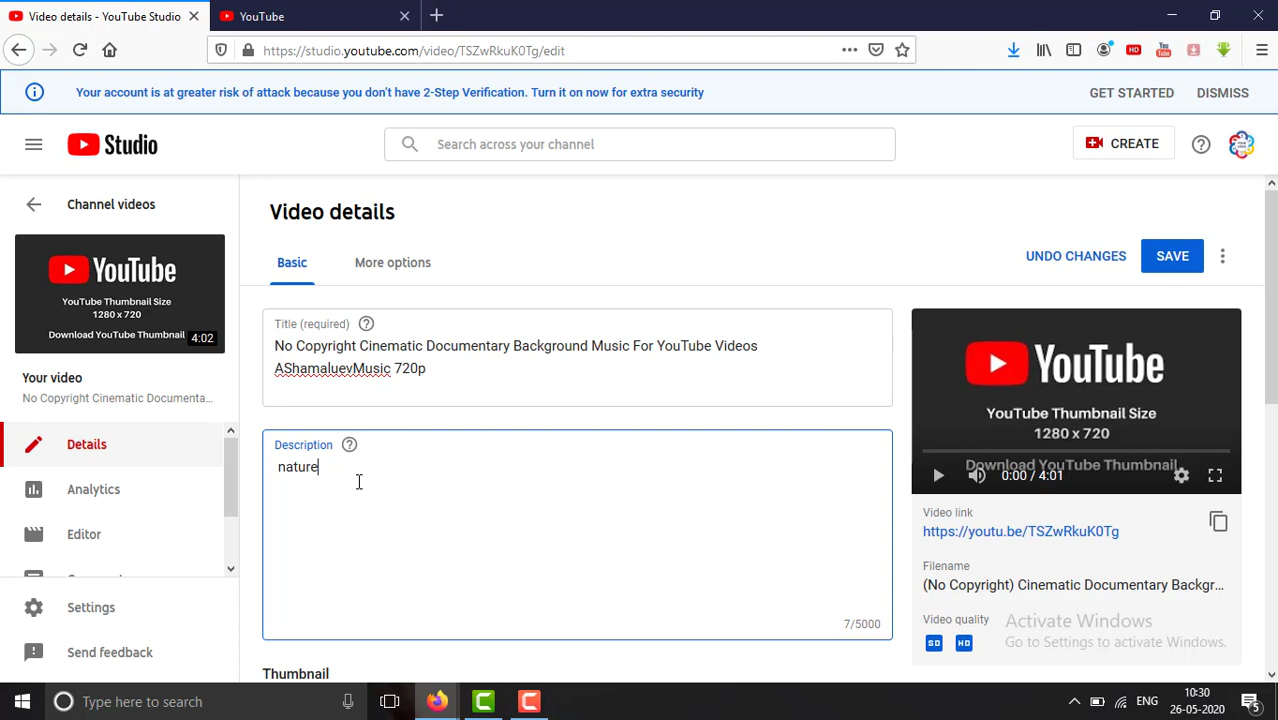 Video details - YouTube Studio
YouTube
https://studio.youtube.com/video/TSZwRkuK0Tg/edit
Your account is at greater risk of attack because you don't have 2-Step Verification. Turn it on now for extra security
GET STARTED
DISMISS
Studio
Search across your channel
CREATE
Channel videos
YouTube
YouTube Thumbnail Size
1280 x 720
Download YouTube Thumbnail
4:02
Your video
No Copyright Cinematic Documenta...
Details
Analytics
Editor
Settings
Send feedback
Video details
Basic
More options
UNDO CHANGES
SAVE
Title (required)
No Copyright Cinematic Documentary Background Music For YouTube Videos
AShamaluevMusic 720p
Description
nature
7/5000
Thumbnail
YouTube
YouTube Thumbnail Size
1280 x 720
Download YouTube Thumbnail
0:00 / 4:01
Video link
https://youtu.be/TSZwRkuK0Tg
Filename
(No Copyright) Cinematic Documentary Backgr...
Video quality
SD
HD
Activate Windows
Go to Settings to activate Windows.
Type here to search
ENG
10:30
26-05-2020
5